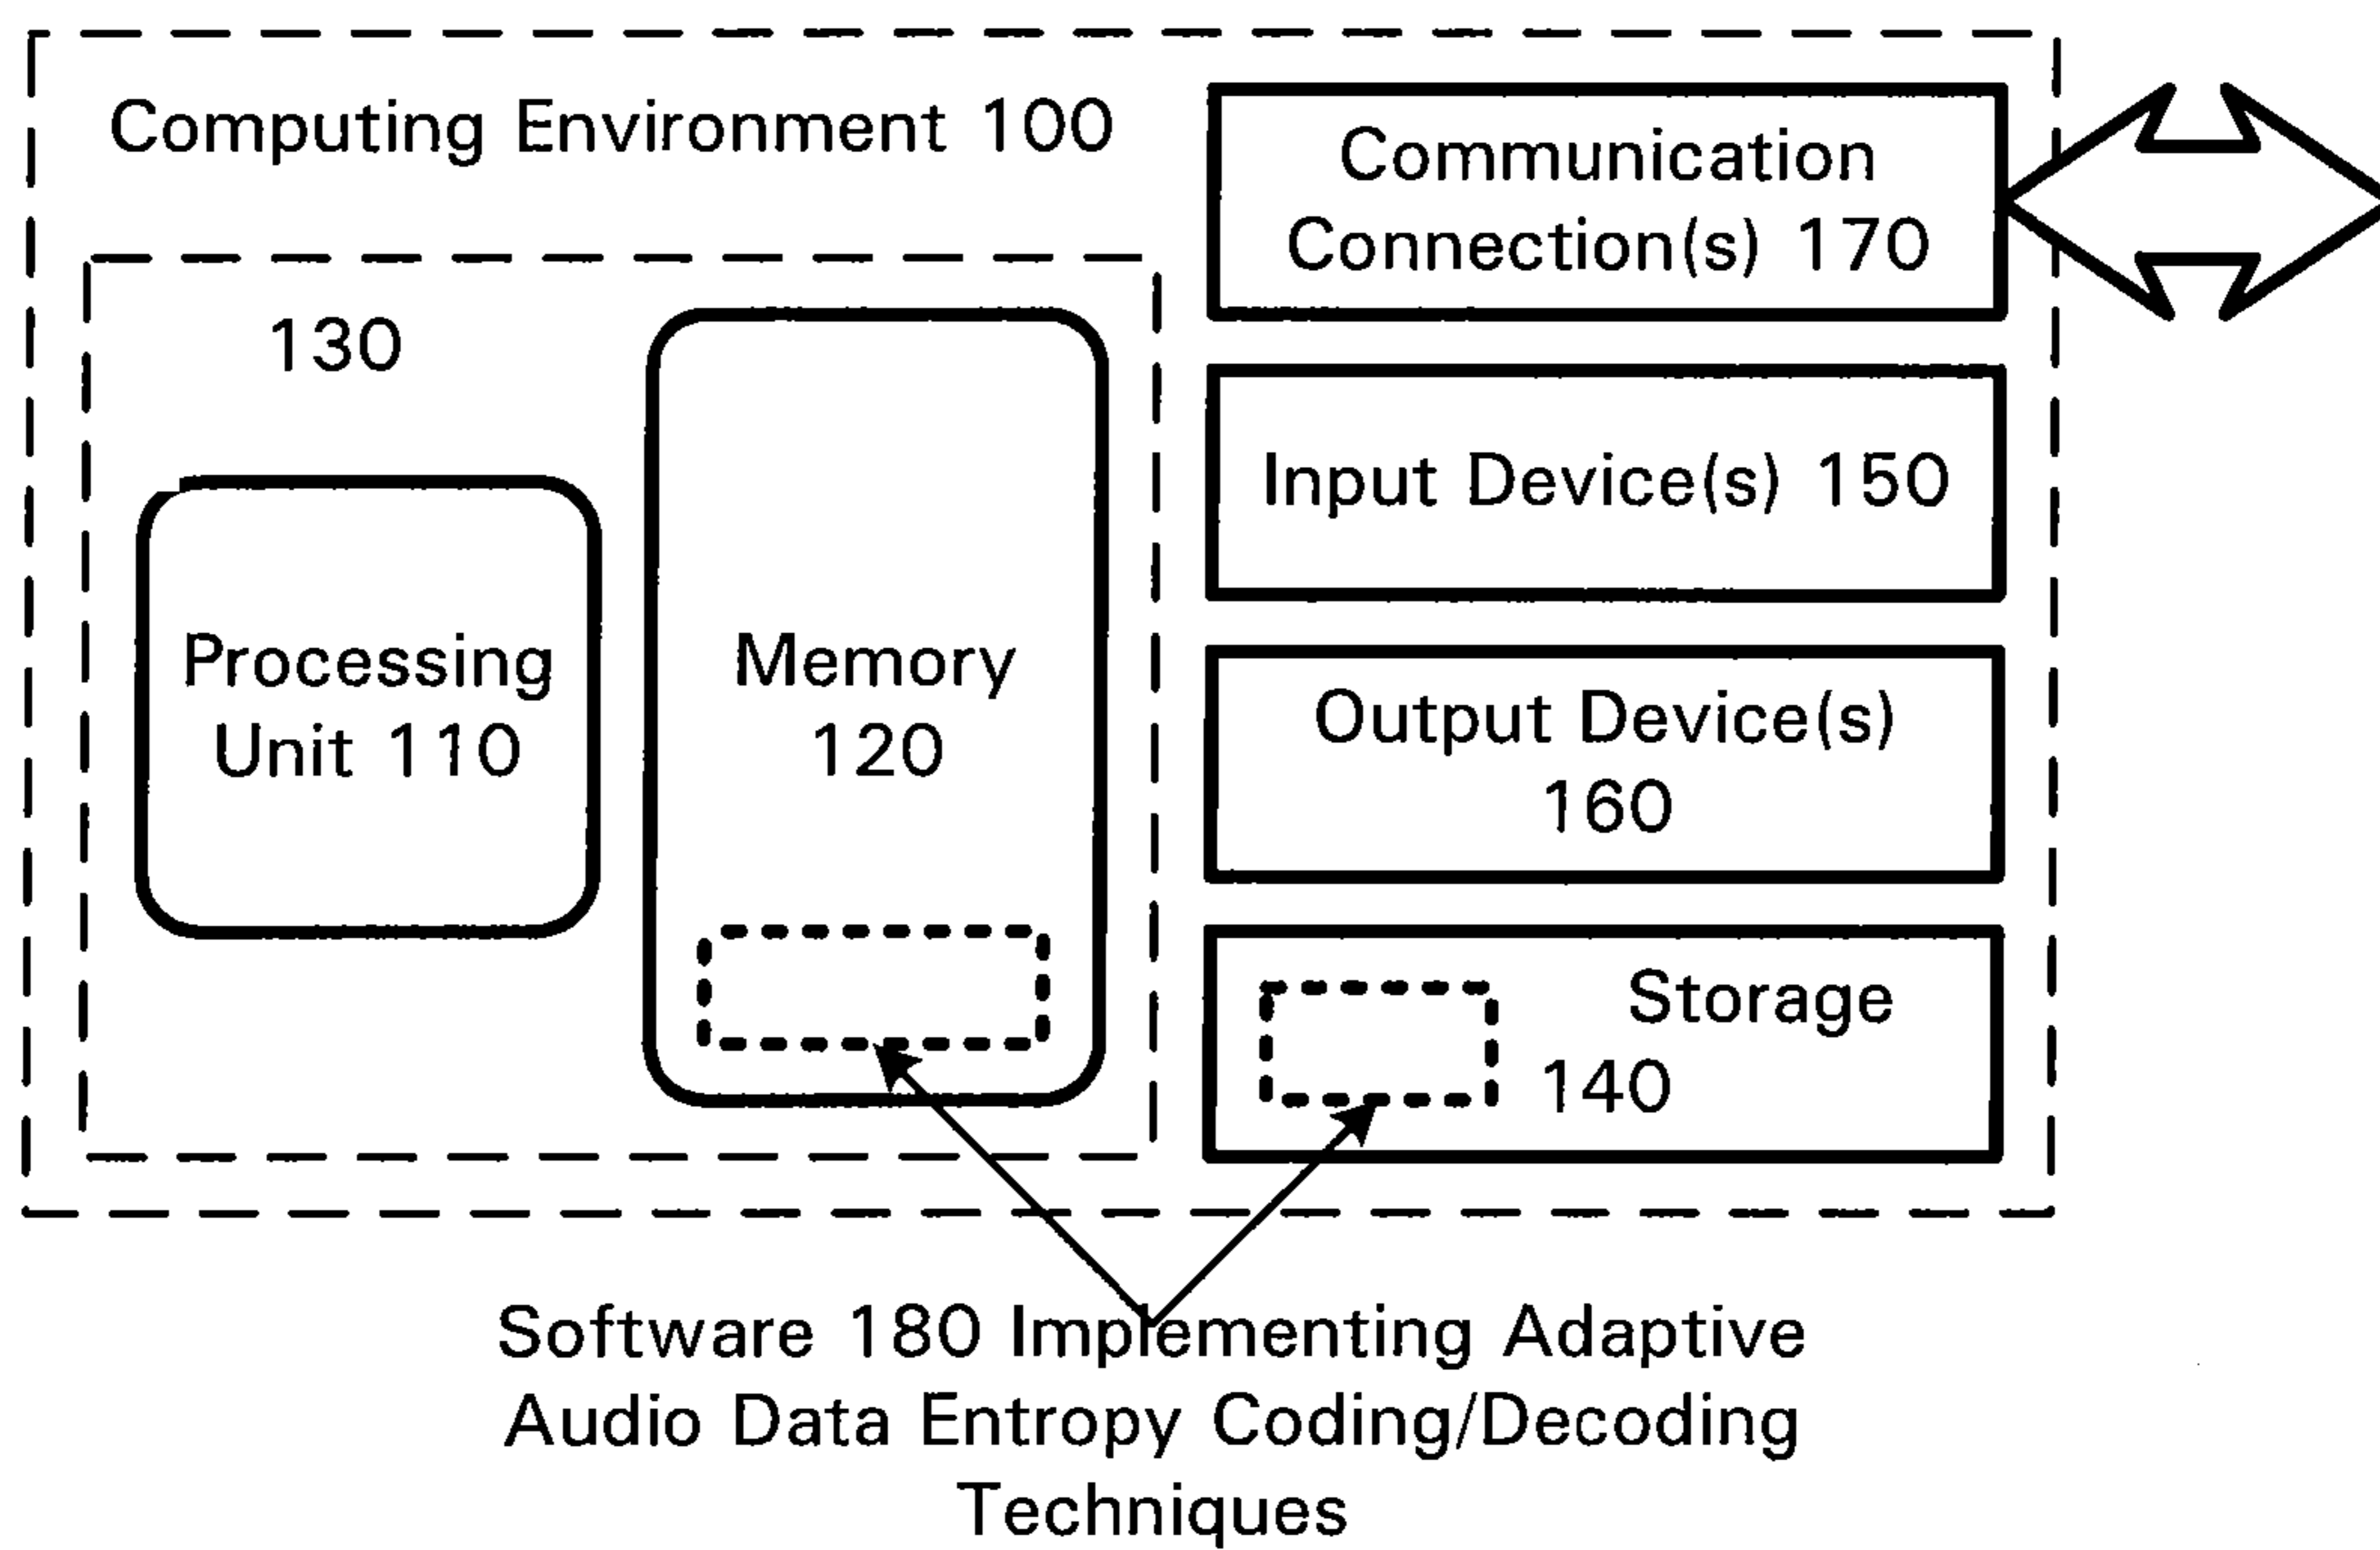 Computing Environment 100
130
Processing
Unit 110
Memory
120
Communication
Connection(s) 170
Input Device(s) 150
Output Device(s)
160
Storage
140
Software 180 Implementing Adaptive
Audio Data Entropy Coding/Decoding
Techniques